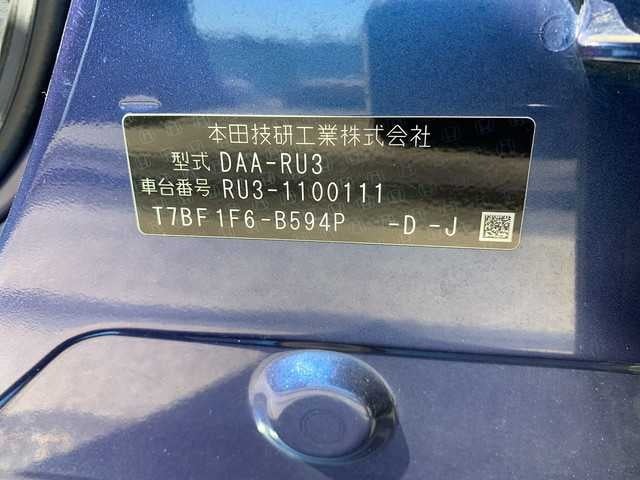 本田技研工業株式会社
型式 DAA-RU3
車台番号 RU3-1100111
T7BF1F6-B594P -D -J